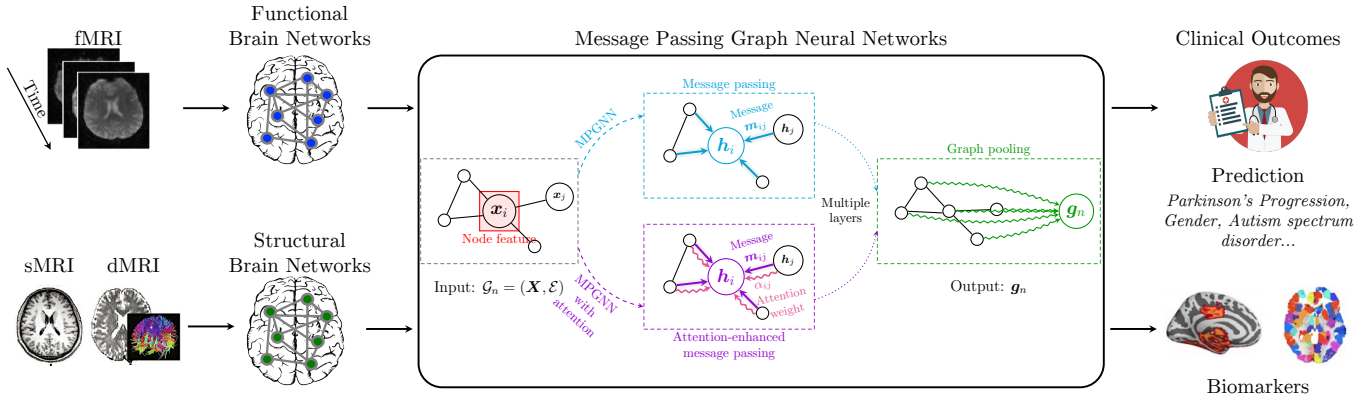 fMRI
Time
Functional
Brain Networks
sMRI
dMRI
Structural
Brain Networks
Message Passing Graph Neural Networks
x_i
x_j
Node feature
Input: 𝒢_n = (X, ℰ)
MPGNN
MPGNN
with
attention
Message passing
Message
m_ij
h_i
h_j
Message
m_ij
h_i
h_j
α_ij
Attention
weight
Attention-enhanced
message passing
Multiple
layers
Graph pooling
g_n
Output: g_n
Clinical Outcomes
Prediction
Parkinson's Progression,
Gender, Autism spectrum
disorder...
Biomarkers